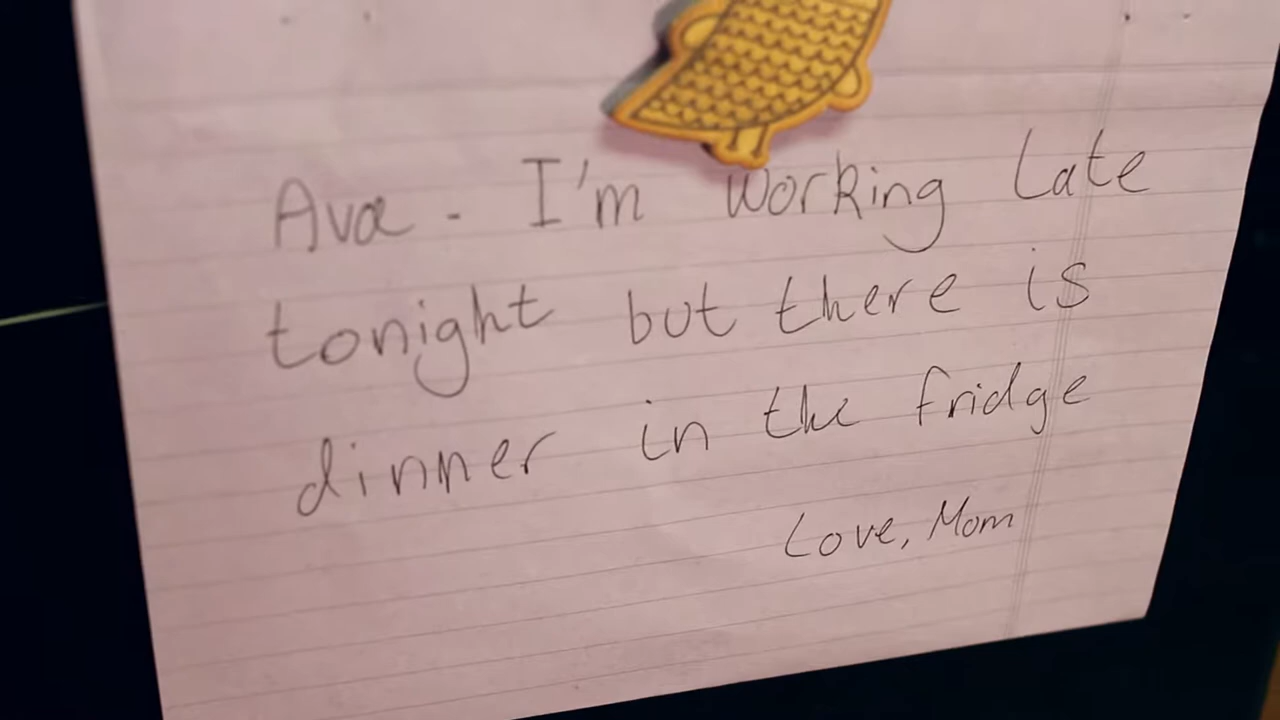 Ava - I'm working late
tonight but there is
dinner in the fridge
Love, Mom